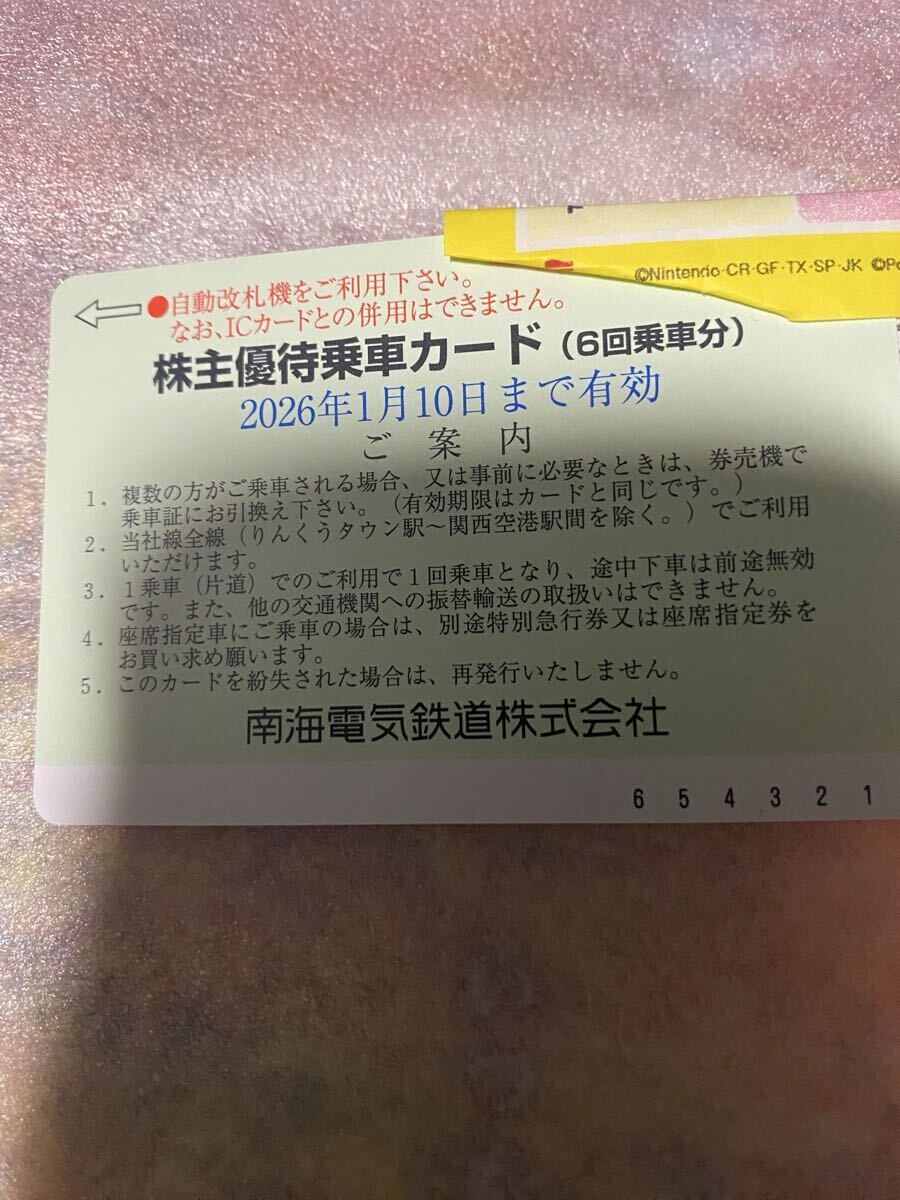 ©Nintendo・CR・GF・TX・SP・JK ©Po
●自動改札機をご利用下さい。
なお、ICカードとの併用はできません。
株主優待乗車カード（6回乗車分）
2026年1月10日まで有効
ご案内
1．複数の方がご乗車される場合、又は事前に必要なときは、券売機で
乗車証にお引換え下さい。（有効期限はカードと同じです。）
2．当社線全線（りんくうタウン駅～関西空港駅間を除く。）でご利用
いただけます。
3．1乗車（片道）でのご利用で1回乗車となり、途中下車は前途無効
です。また、他の交通機関への振替輸送の取扱いはできません。
4．座席指定車にご乗車の場合は、別途特別急行券又は座席指定券を
お買い求め願います。
5．このカードを紛失された場合は、再発行いたしません。
南海電気鉄道株式会社
6 5 4 3 2 1